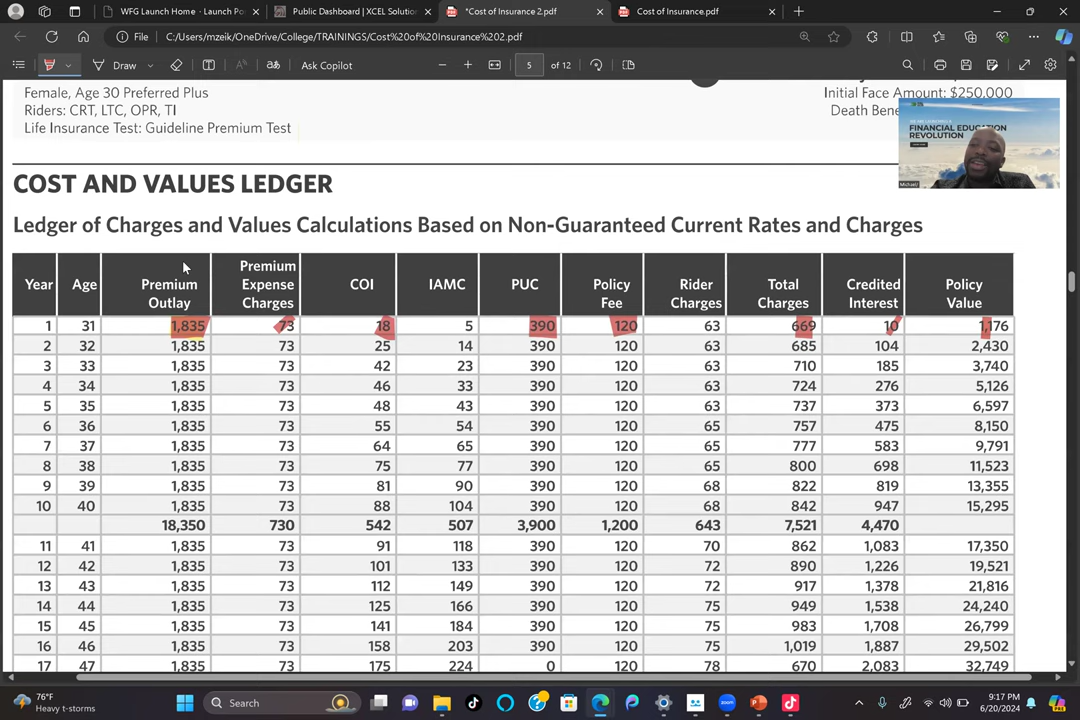 WFG Launch Home - Launch Po
Public Dashboard | XCEL Solution
*Cost of Insurance 2.pdf
Cost of Insurance.pdf
File
C:/Users/mzeik/OneDrive/College/TRAININGS/Cost%20of%20Insurance%202.pdf
Draw
Ask Copilot
5 of 12
Female, Age 30 Preferred Plus
Riders: CRT, LTC, OPR, TI
Life Insurance Test: Guideline Premium Test
Initial Face Amount: $250,000
Death Bene
FINANCIAL EDUCATION
REVOLUTION
Michael
COST AND VALUES LEDGER
Ledger of Charges and Values Calculations Based on Non-Guaranteed Current Rates and Charges
Year Age Premium Outlay Premium Expense Charges COI IAMC PUC Policy Fee Rider Charges Total Charges Credited Interest Policy Value
1 31 1,835 73 18 5 390 120 63 669 10 1,176
2 32 1,835 73 25 14 390 120 63 685 104 2,430
3 33 1,835 73 42 23 390 120 63 710 185 3,740
4 34 1,835 73 46 33 390 120 63 724 276 5,126
5 35 1,835 73 48 43 390 120 63 737 373 6,597
6 36 1,835 73 55 54 390 120 65 757 475 8,150
7 37 1,835 73 64 65 390 120 65 777 583 9,791
8 38 1,835 73 75 77 390 120 65 800 698 11,523
9 39 1,835 73 81 90 390 120 68 822 819 13,355
10 40 1,835 73 88 104 390 120 68 842 947 15,295
18,350 730 542 507 3,900 1,200 643 7,521 4,470
11 41 1,835 73 91 118 390 120 70 862 1,083 17,350
12 42 1,835 73 101 133 390 120 72 890 1,226 19,521
13 43 1,835 73 112 149 390 120 72 917 1,378 21,816
14 44 1,835 73 125 166 390 120 75 949 1,538 24,240
15 45 1,835 73 141 184 390 120 75 983 1,708 26,799
16 46 1,835 73 158 203 390 120 75 1,019 1,887 29,502
17 47 1,835 73 175 224 0 120 78 670 2,083 32,749
76°F
Heavy t-storms
Search
9:17 PM
6/20/2024